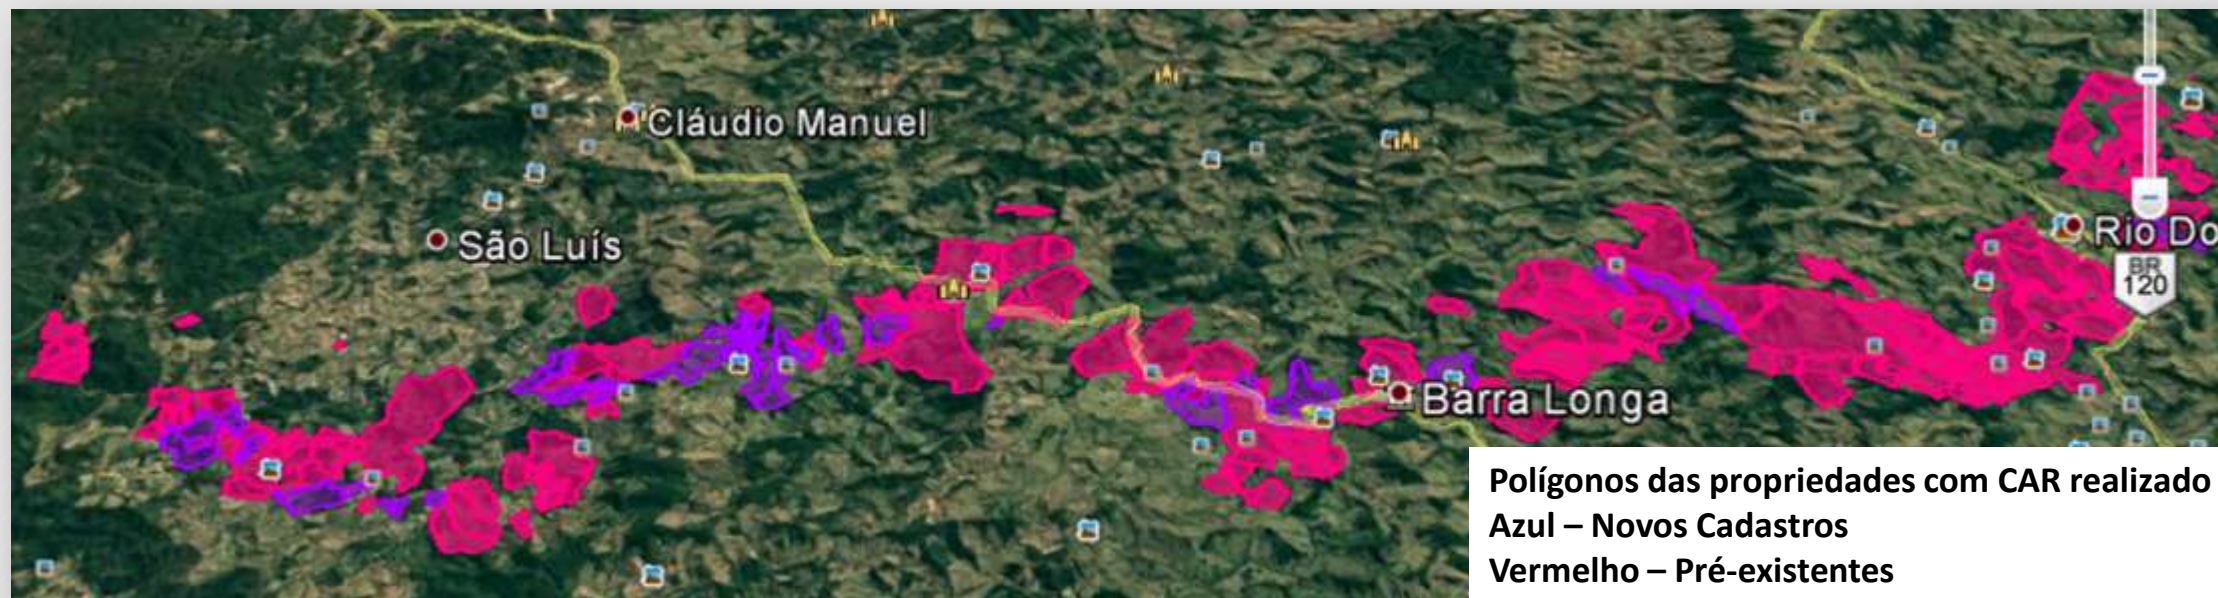 Cláudio Manuel
São Luís
Rio Do
BR
120
Barra Longa
Polígonos das propriedades com CAR realizado
Azul – Novos Cadastros
Vermelho – Pré-existentes